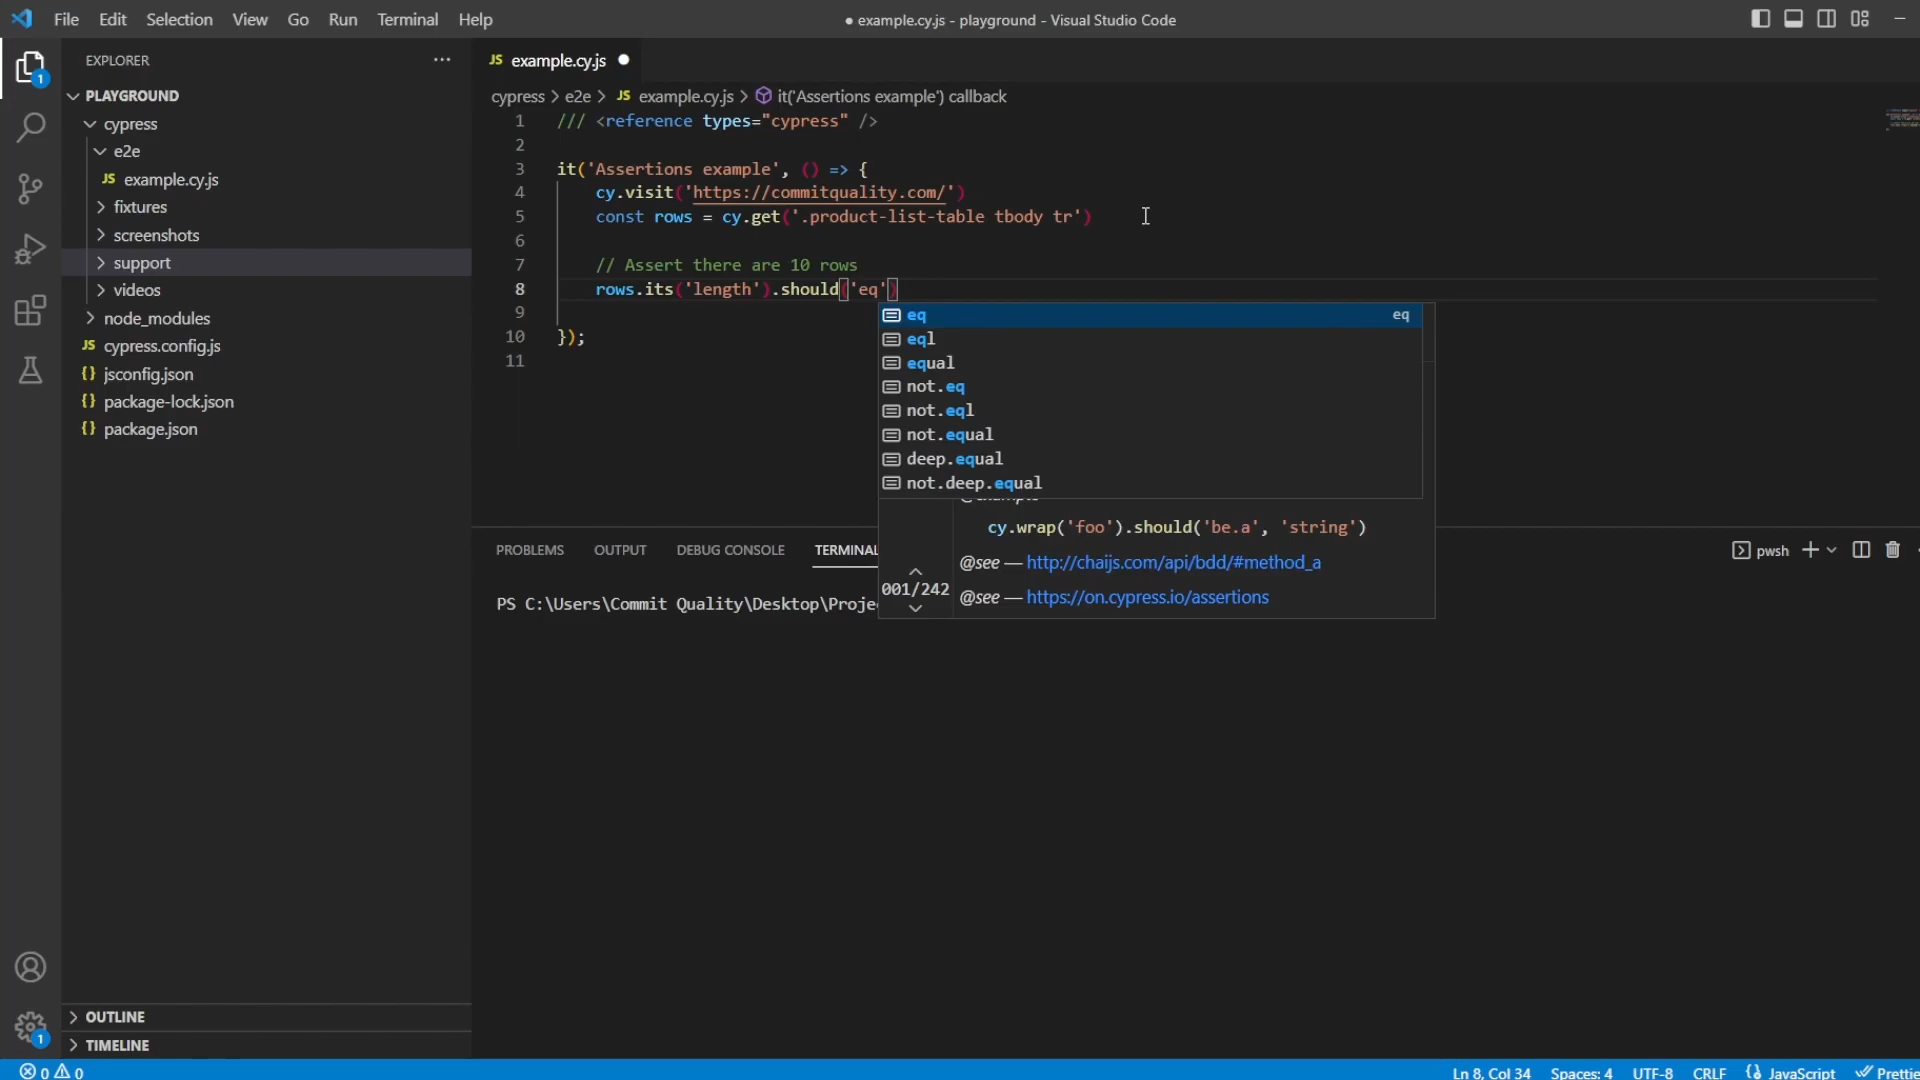 File Edit Selection View Go Run Terminal Help
● example.cy.js - playground - Visual Studio Code
EXPLORER
PLAYGROUND
cypress
e2e
JS example.cy.js
fixtures
screenshots
support
videos
node_modules
JS cypress.config.js
{} jsconfig.json
{} package-lock.json
{} package.json
OUTLINE
TIMELINE
1
1
JS example.cy.js
cypress > e2e > JS example.cy.js > it('Assertions example') callback
1 /// <reference types="cypress" />
2
3 it('Assertions example', () => {
4 cy.visit('https://commitquality.com/')
5 const rows = cy.get('.product-list-table tbody tr')
6
7 // Assert there are 10 rows
8 rows.its('length').should('eq')
9
10 });
11
eq eq
eql
equal
not.eq
not.eql
not.equal
deep.equal
not.deep.equal
cy.wrap('foo').should('be.a', 'string')
@see — http://chaijs.com/api/bdd/#method_a
001/242
@see — https://on.cypress.io/assertions
PROBLEMS OUTPUT DEBUG CONSOLE TERMINAL
pwsh
PS C:\Users\Commit Quality\Desktop\Proje
0 0
Ln 8, Col 34 Spaces: 4 UTF-8 CRLF {} JavaScript Prettie